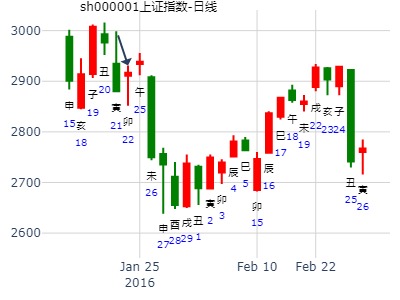 sh000001上证指数-日线
3000
2900
2800
2700
2600
申
15
亥
18
子
19
丑
20
寅
21
卯
22
午
25
未
26
申
27
酉
28
戌
29
亥
1
寅
2
卯
3
辰
4
巳
5
卯
15
辰
16
巳
17
午
18
未
19
戌
22
亥
23
子
24
丑
25
寅
26
Jan 25
2016
Feb 10
Feb 22